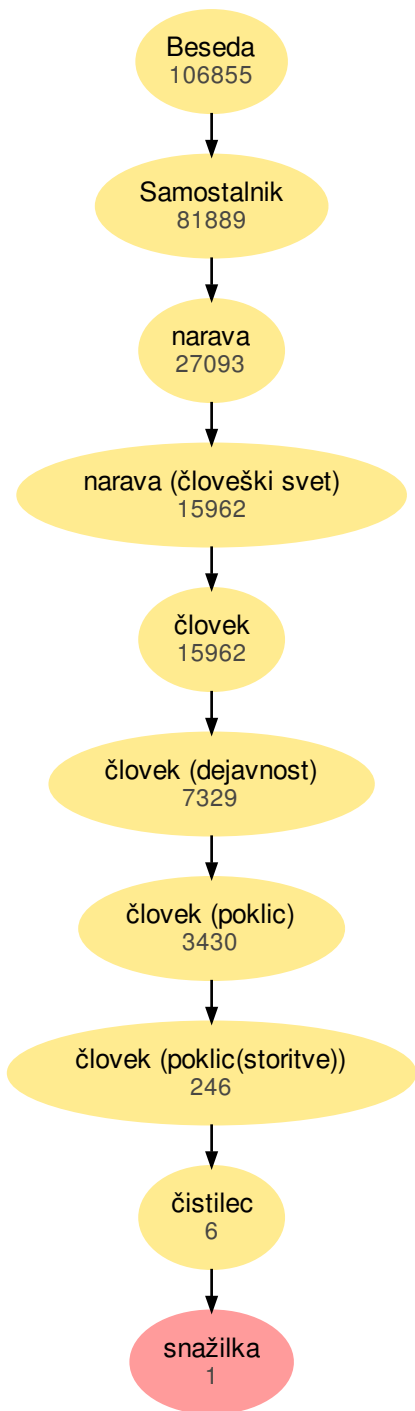 Beseda
106855
Samostalnik
81889
narava
27093
narava (človeški svet)
15962
človek
15962
človek (dejavnost)
7329
človek (poklic)
3430
človek (poklic(storitve))
246
čistilec
6
snažilka
1